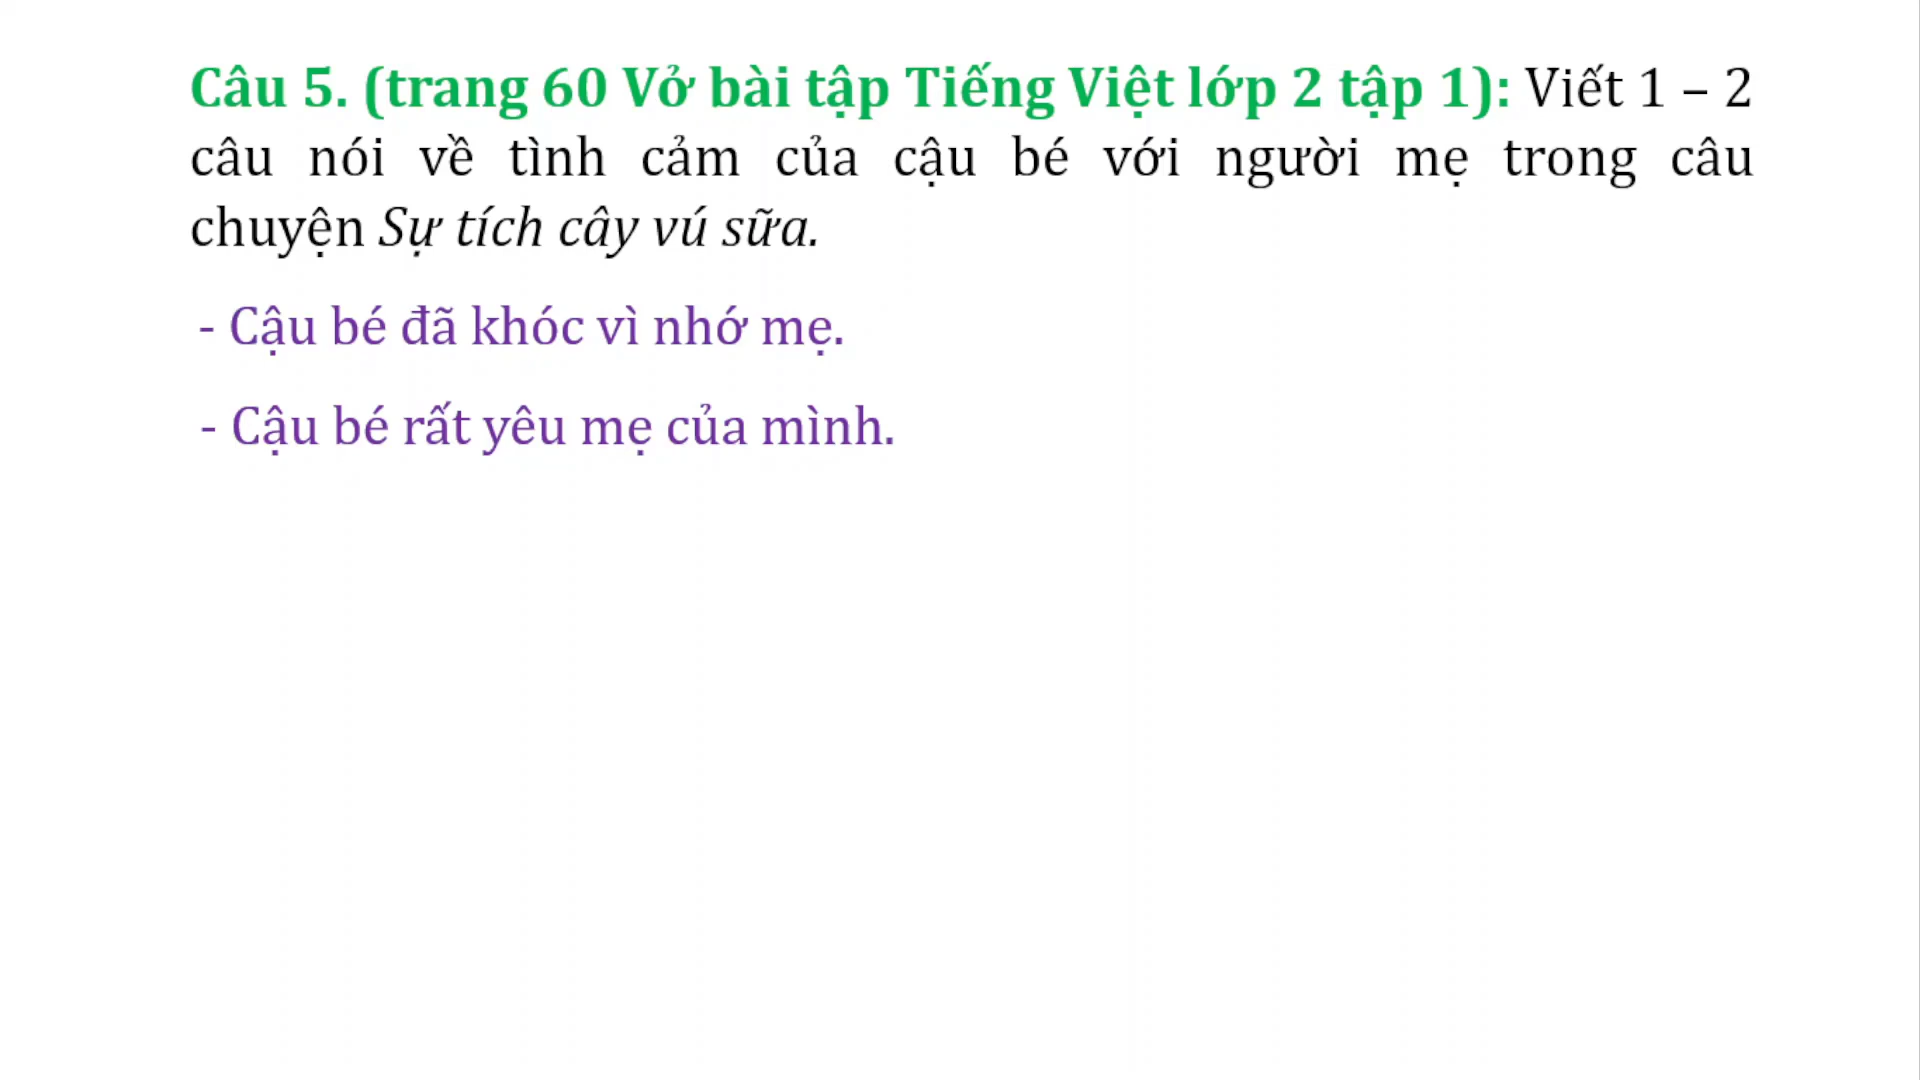 Câu 5. (trang 60 Vở bài tập Tiếng Việt lớp 2 tập 1): Viết 1 – 2
câu nói về tình cảm của cậu bé với người mẹ trong câu
chuyện Sự tích cây vú sữa.
- Cậu bé đã khóc vì nhớ mẹ.
- Cậu bé rất yêu mẹ của mình.